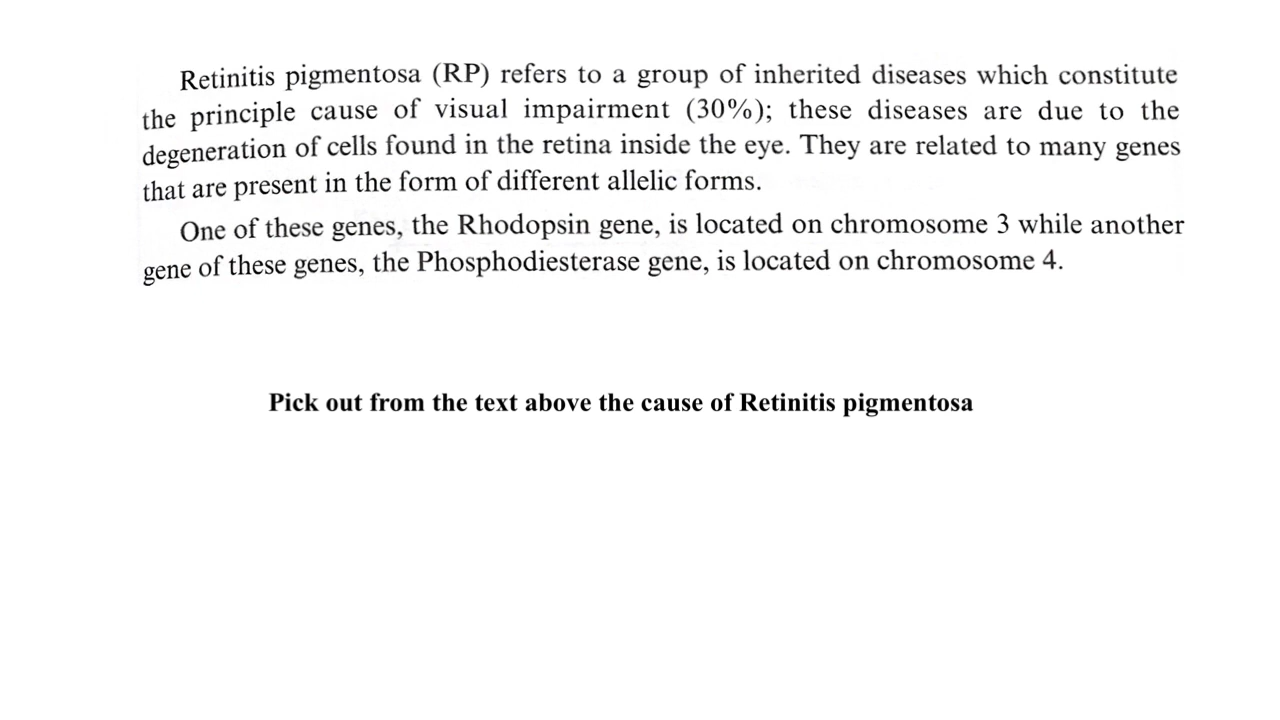 Retinitis pigmentosa (RP) refers to a group of inherited diseases which constitute
the principle cause of visual impairment (30%); these diseases are due to the
degeneration of cells found in the retina inside the eye. They are related to many genes
that are present in the form of different allelic forms.
One of these genes, the Rhodopsin gene, is located on chromosome 3 while another
gene of these genes, the Phosphodiesterase gene, is located on chromosome 4.
Pick out from the text above the cause of Retinitis pigmentosa